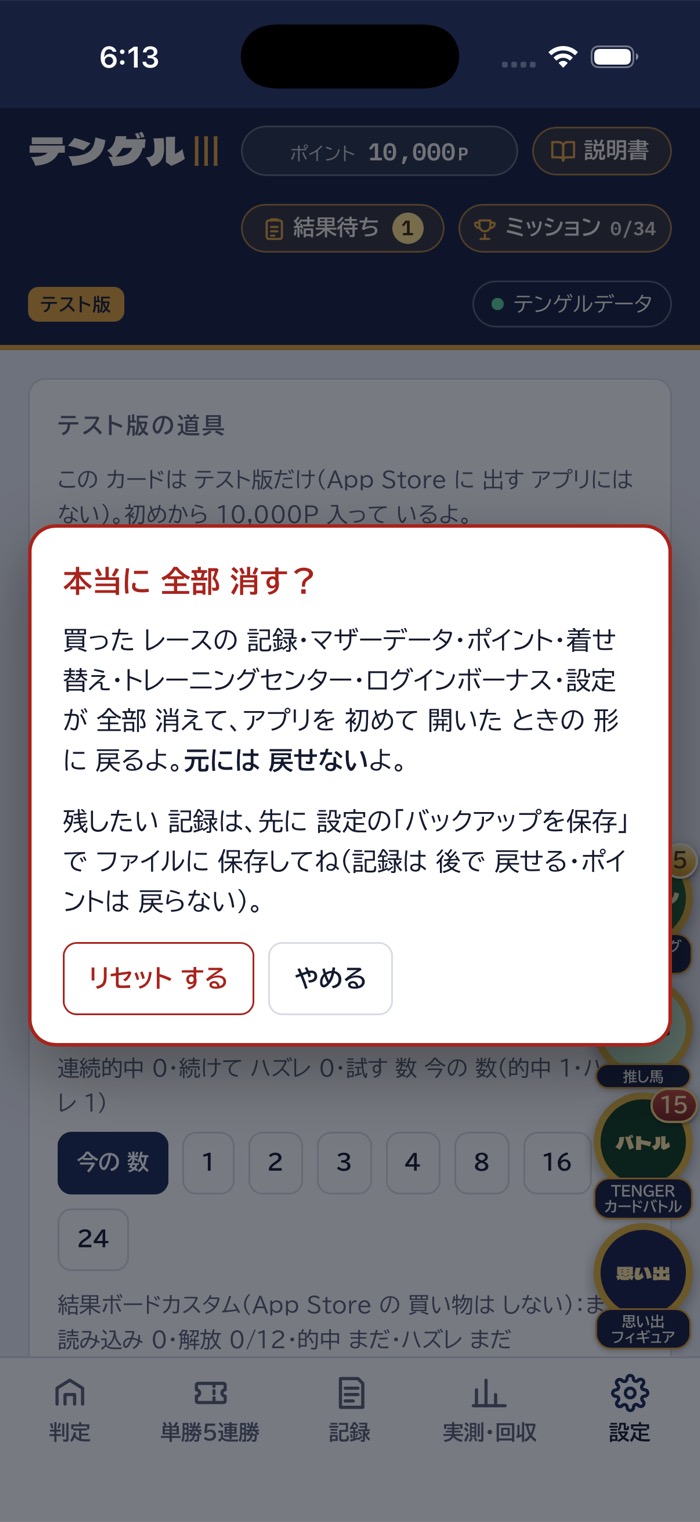 6:13
テンゲル
ポイント 10,000P
説明書
結果待ち 1
ミッション 0/34
テスト版
テンゲルデータ
テスト版の道具
この カードは テスト版だけ(App Store に 出す アプリには
ない)。初めから 10,000P 入って いるよ。
本当に 全部 消す？
買った レースの 記録・マザーデータ・ポイント・着せ
替え・トレーニングセンター・ログインボーナス・設定
が 全部 消えて、アプリを 初めて 開いた ときの 形
に 戻るよ。元には 戻せないよ。
残したい 記録は、先に 設定の「バックアップを保存」
で ファイルに 保存してね(記録は 後で 戻せる・ポイ
ントは 戻らない)。
リセット する
やめる
5
グ
推し馬
連続的中 0・続けて ハズレ 0・試す 数 今の 数(的中 1・ハ
レ 1)
15
バトル
TENGER
カードバトル
今の 数
1
2
3
4
8
16
24
思い出
思い出
フィギュア
結果ボードカスタム(App Store の 買い物は しない):ま
読み込み 0・解放 0/12・的中 まだ・ハズレ まだ
判定
単勝5連勝
記録
実測・回収
設定